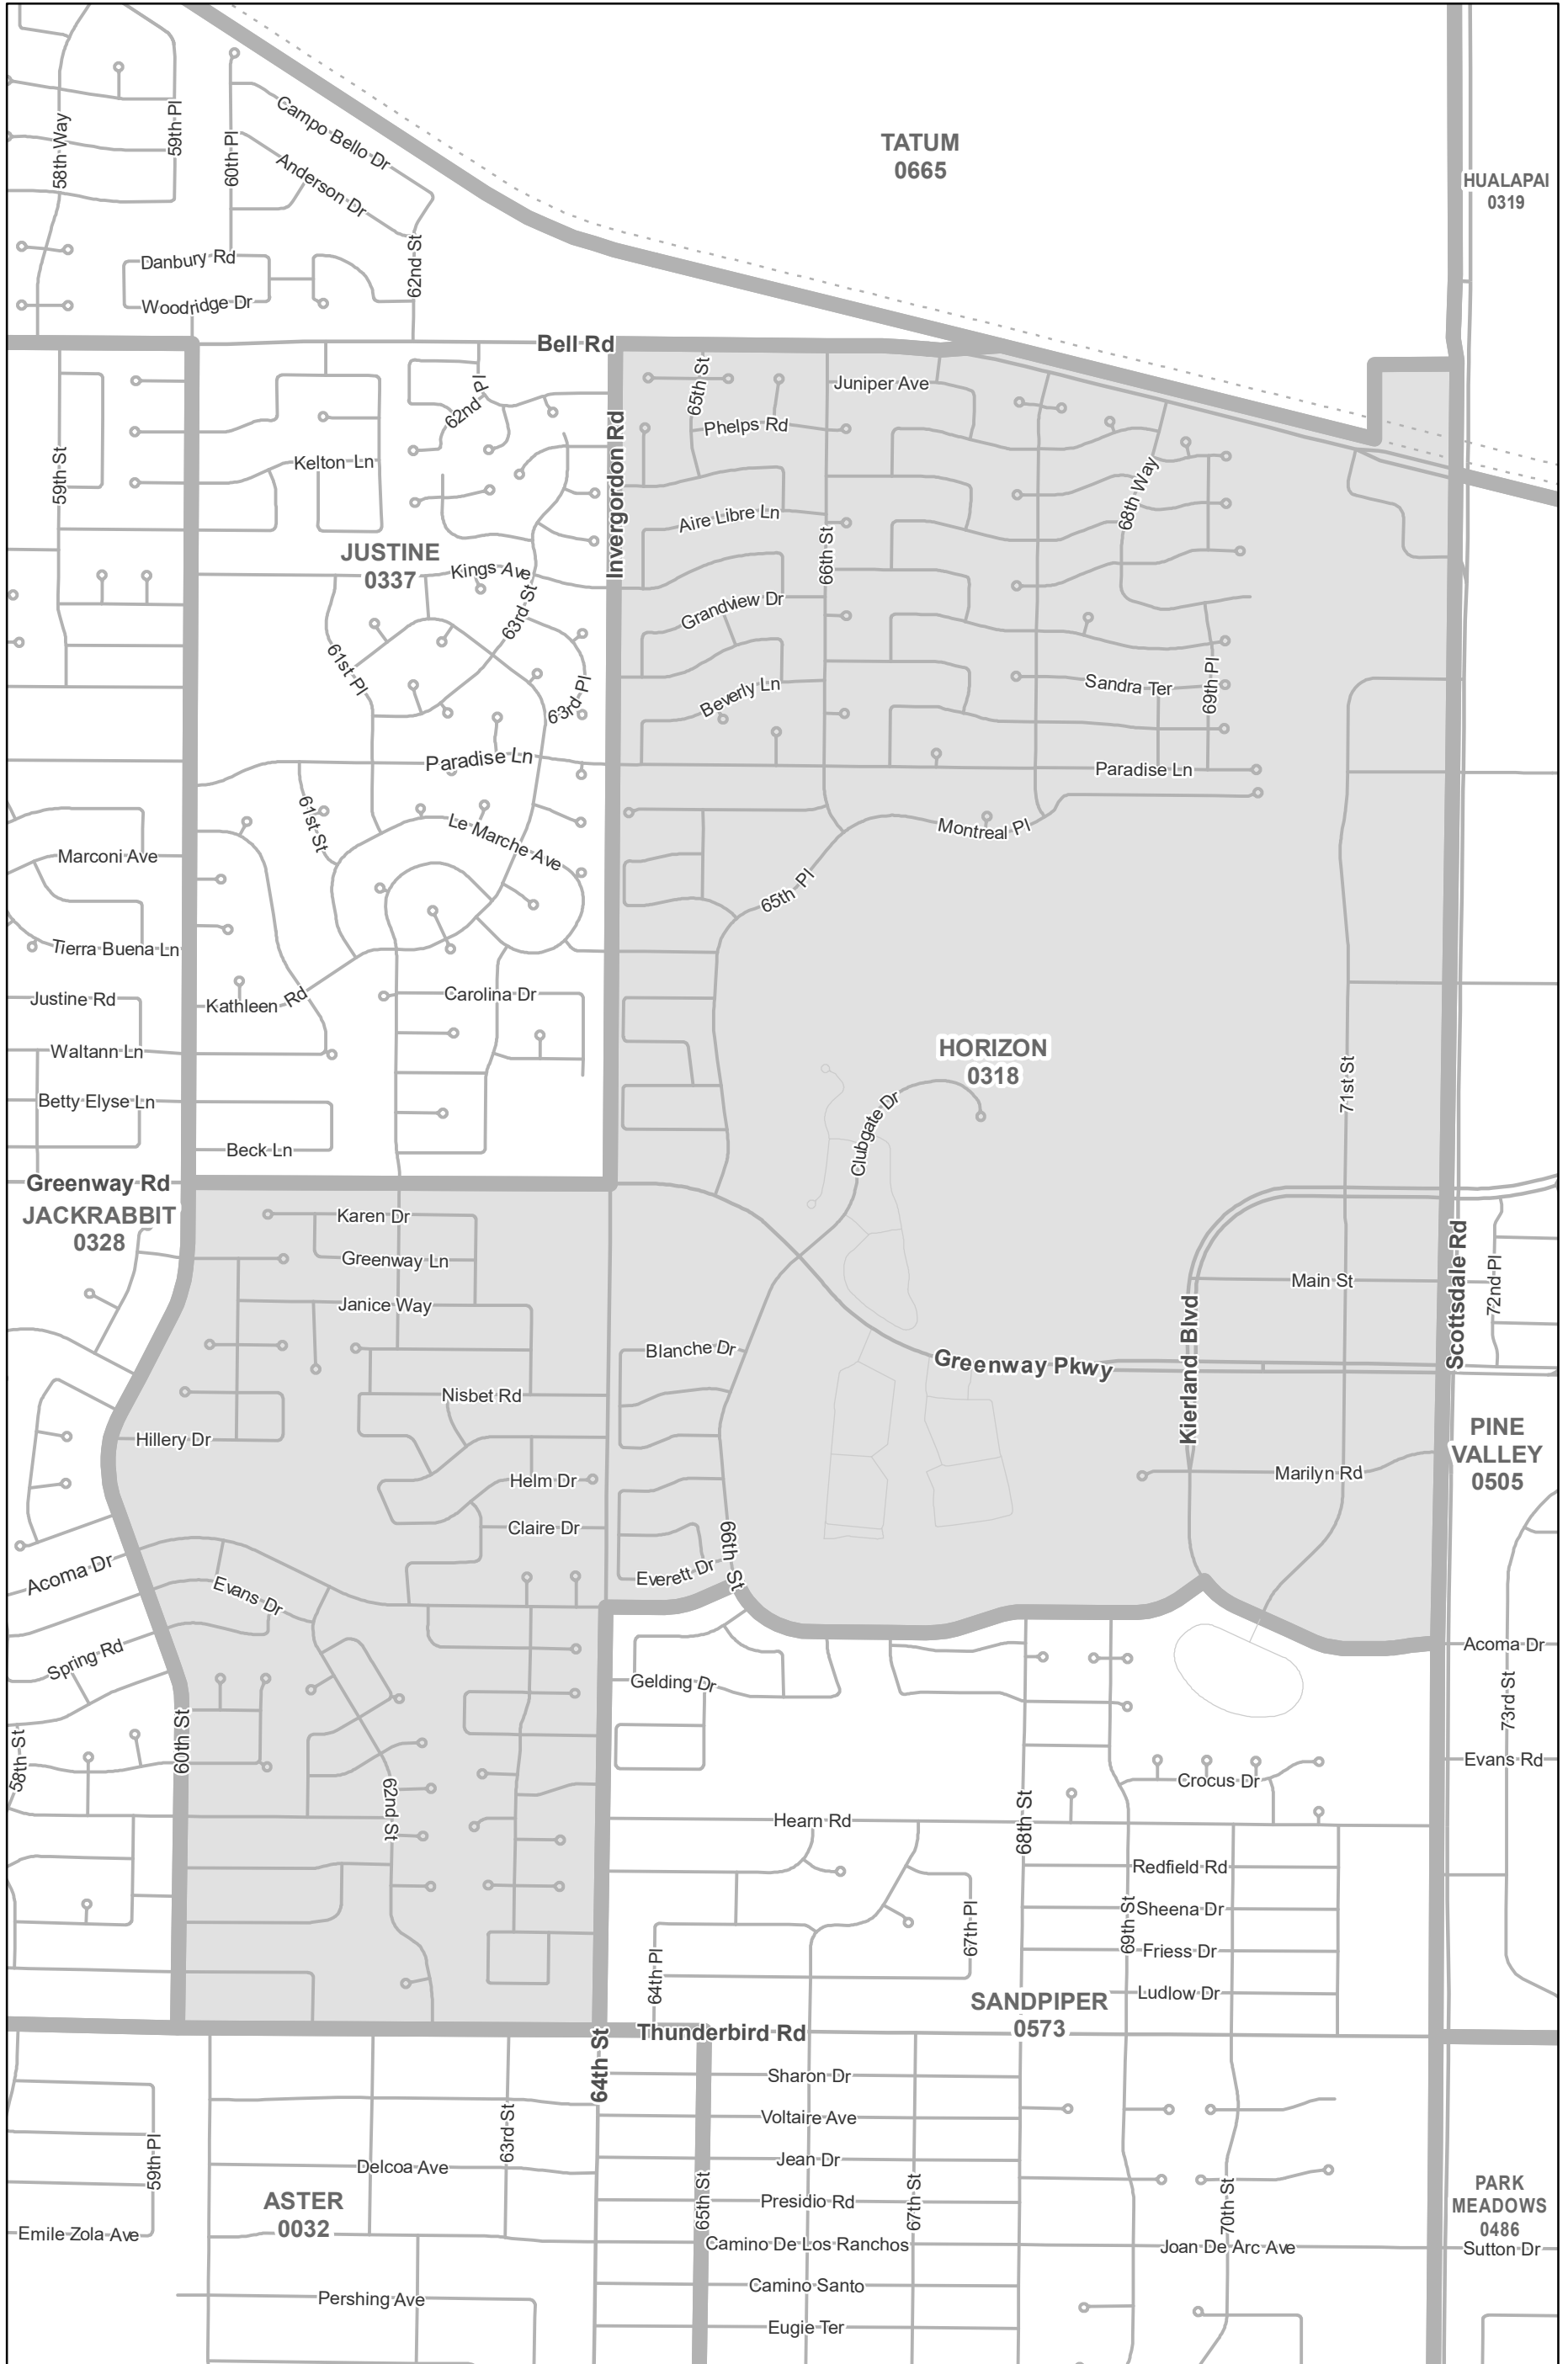 TATUM
0665
HUALAPAI
0319
58th Way
59th Pl
60th Pl
Campo Bello Dr
Anderson Dr
62nd St
Danbury Rd
Woodridge Dr
Bell Rd
59th St
62nd Pl
Kelton Ln
Invergordon Rd
65th St
Juniper Ave
Phelps Rd
Aire Libre Ln
66th St
68th Way
JUSTINE
0337
Kings Ave
63rd St
Grandview Dr
61st Pl
63rd Pl
Beverly Ln
Sandra Ter
69th Pl
Paradise Ln
Paradise Ln
61st St
Le Marche Ave
Montreal Pl
Marconi Ave
65th Pl
Tierra Buena Ln
Justine Rd
Kathleen Rd
Carolina Dr
Waltann Ln
HORIZON
0318
71st St
Betty Elyse Ln
Clubgate Dr
Beck Ln
Greenway Rd
JACKRABBIT
0328
Karen Dr
Greenway Ln
Janice Way
Main St
Scottsdale Rd
72nd Pl
Kierland Blvd
Blanche Dr
Greenway Pkwy
Nisbet Rd
Hillery Dr
Helm Dr
Marilyn Rd
PINE
VALLEY
0505
Claire Dr
66th St
Everett Dr
Acoma Dr
Evans Dr
Spring Rd
Acoma Dr
Gelding Dr
73rd St
60th St
58th St
Evans Rd
62nd St
Crocus Dr
68th St
Hearn Rd
Redfield Rd
Sheena Dr
69th St
Friess Dr
67th Pl
64th Pl
Ludlow Dr
SANDPIPER
0573
Thunderbird Rd
64th St
Sharon Dr
Voltaire Ave
63rd St
59th Pl
Jean Dr
Delcoa Ave
Presidio Rd
65th St
67th St
70th St
PARK
MEADOWS
0486
ASTER
0032
Emile Zola Ave
Camino De Los Ranchos
Joan De Arc Ave
Sutton Dr
Camino Santo
Pershing Ave
Eugie Ter